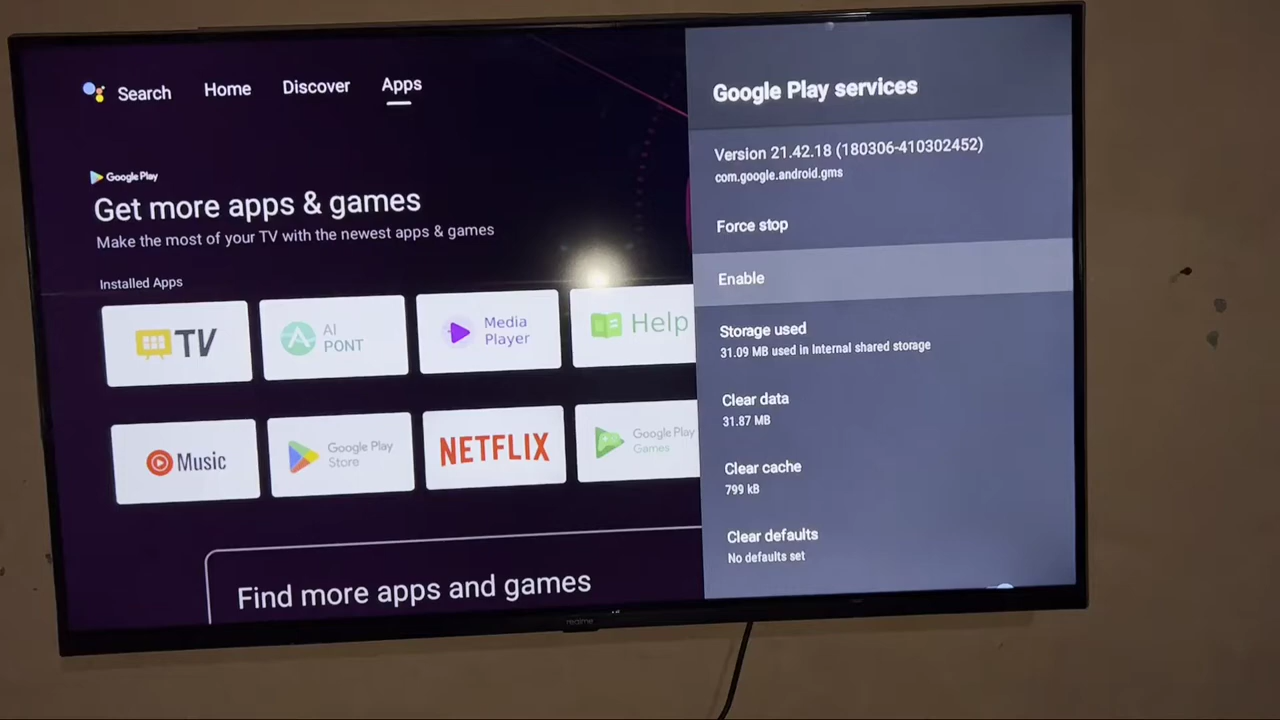 Search Home Discover Apps
Google Play
Get more apps & games
Make the most of your TV with the newest apps & games
Installed Apps
TV
AI
PONT
Media
Player
Help
Music
Google Play
Store
NETFLIX
Google Play
Games
Find more apps and games
Google Play services
Version 21.42.18 (180306-410302452)
com.google.android.gms
Force stop
Enable
Storage used
31.09 MB used in Internal shared storage
Clear data
31.87 MB
Clear cache
799 kB
Clear defaults
No defaults set
realme